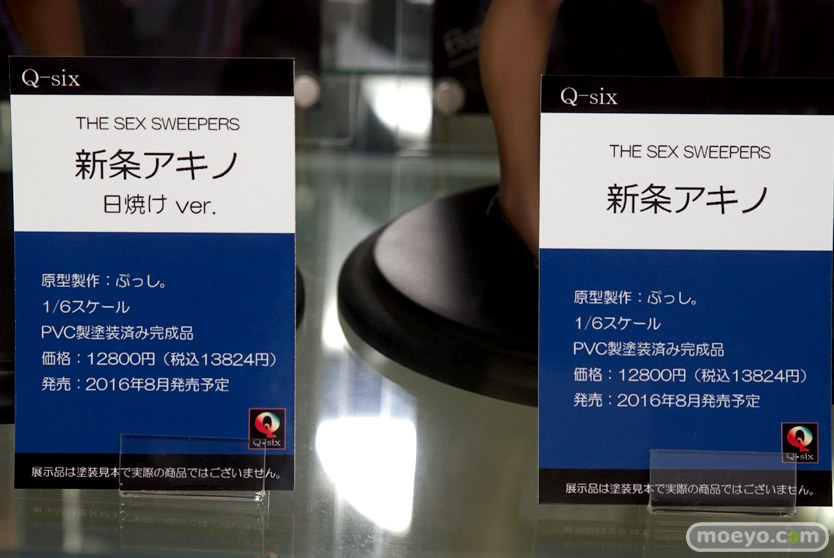 Q-six
THE SEX SWEEPERS
新条アキノ
日焼け ver.
原型製作：ぷっし。
1/6スケール
PVC製塗装済み完成品
価格：12800円（税込13824円）
発売：2016年8月発売予定
Q-six
展示品は塗装見本で実際の商品ではございません。
Q-six
THE SEX SWEEPERS
新条アキノ
原型製作：ぷっし。
1/6スケール
PVC製塗装済み完成品
価格：12800円（税込13824円）
発売：2016年8月発売予定
Q-six
展示品は塗装見本で実際の商品ではございません。
moeyo.com